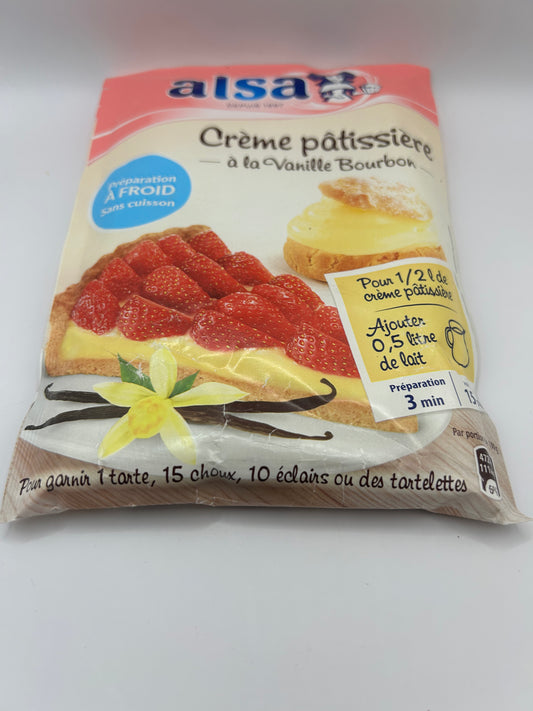 alsa
DEPUIS 1897
Crème pâtissière
à la Vanille Bourbon
Préparation
À FROID
Sans cuisson
Pour 1/2 l de
crème pâtissière
Ajouter
0,5 litre
de lait
Préparation
3 min
Pour garnir 1 tarte, 15 choux, 10 éclairs ou des tartelettes
Par portion